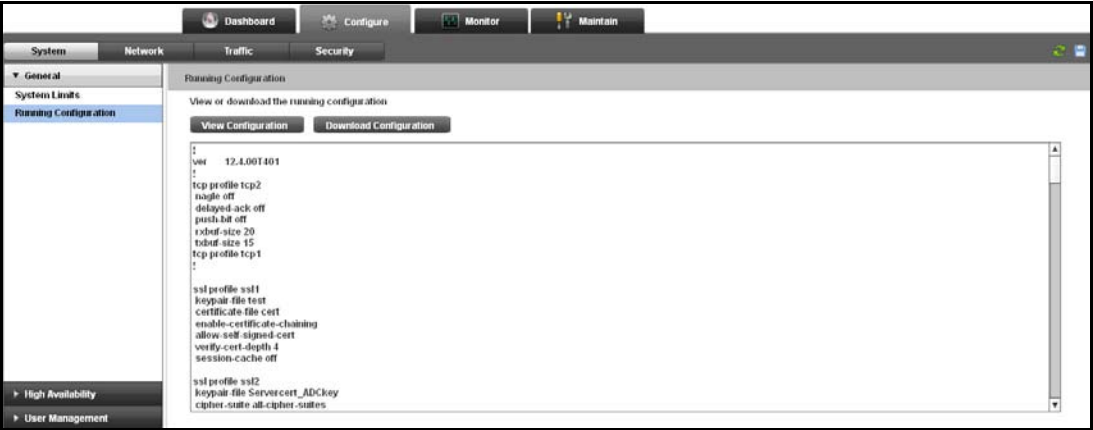 Dashboard Configure Monitor Maintain
System Network Traffic Security
General
System Limits
Running Configuration
High Availability
User Management
Running Configuration
View or download the running configuration
View Configuration Download Configuration
!
ver 12.4.00T401
!
tcp profile tcp2
nagle off
delayed-ack off
push-bit off
rxbuf-size 20
txbuf-size 15
tcp profile tcp1
!
ssl profile ssl1
keypair-file test
certificate-file cert
enable-certificate-chaining
allow-self-signed-cert
verify-cert-depth 4
session-cache off
ssl profile ssl2
keypair-file Servercert_ADCkey
cipher-suite all-cipher-suites